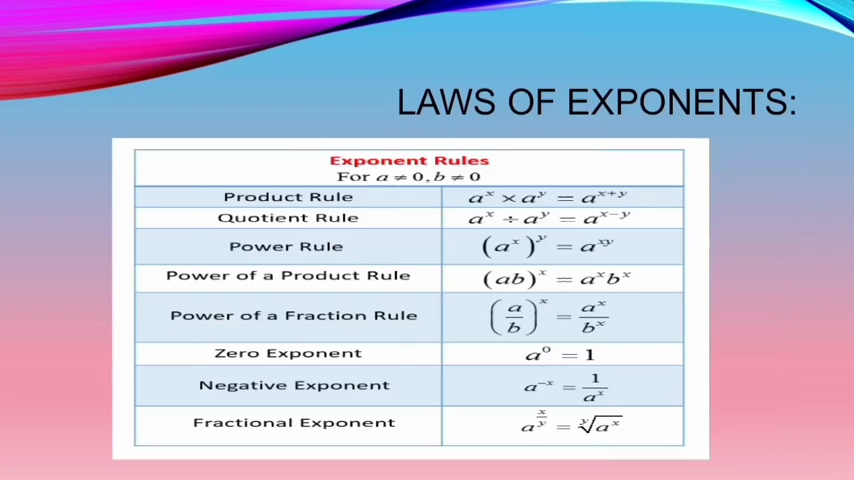 LAWS OF EXPONENTS:
Exponent Rules
For a ≠ 0, b ≠ 0
Product Rule a^x × a^y = a^(x+y)
Quotient Rule a^x ÷ a^y = a^(x−y)
Power Rule (a^x)^y = a^(xy)
Power of a Product Rule (ab)^x = a^x b^x
Power of a Fraction Rule (a/b)^x = a^x/b^x
Zero Exponent a^0 = 1
Negative Exponent a^(−x) = 1/a^x
Fractional Exponent a^(x/y) = ʸ√(a^x)